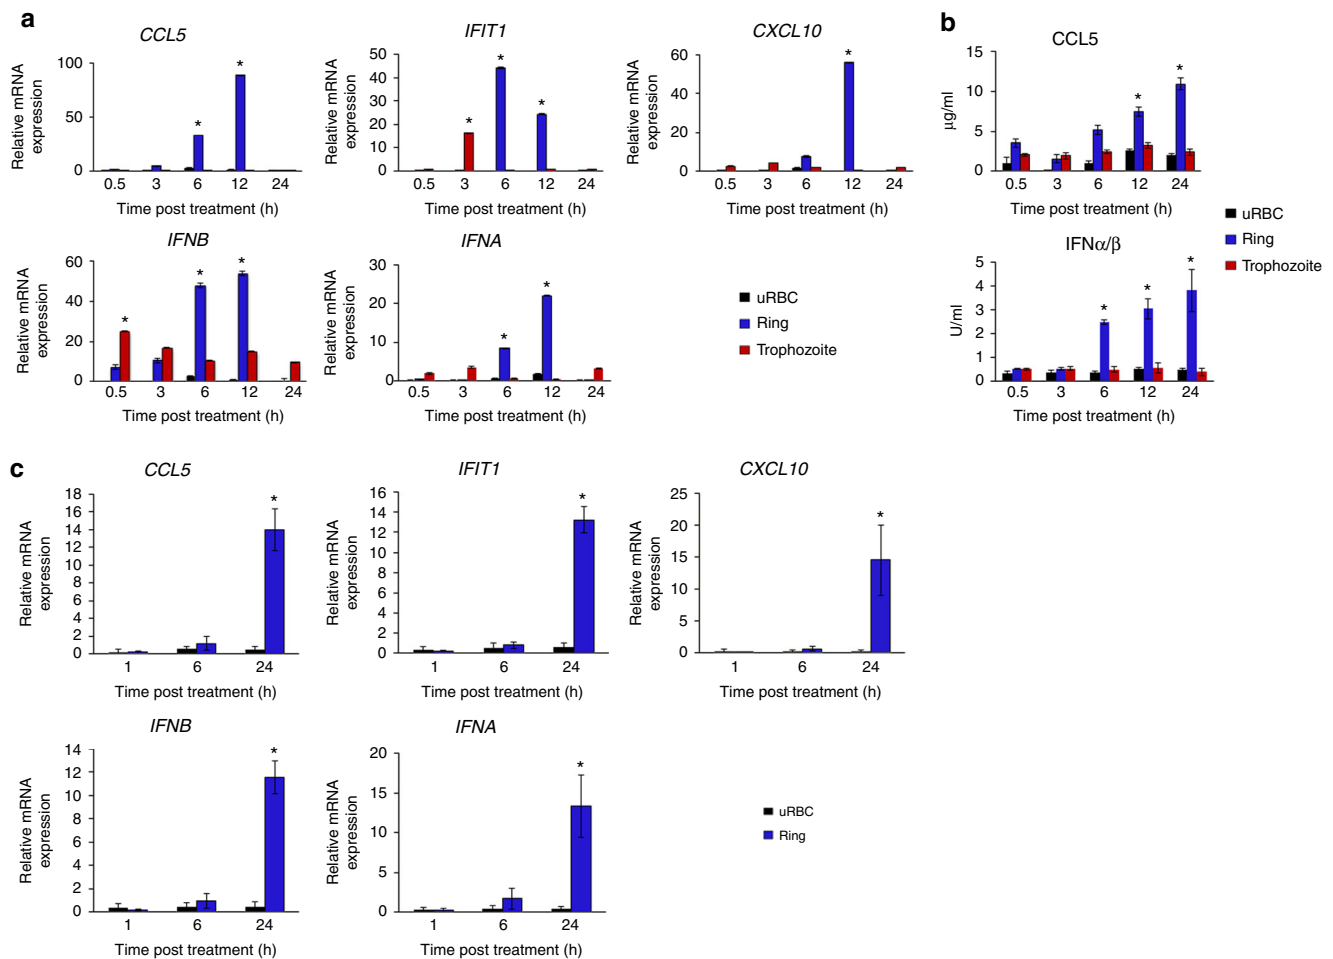 a
CCL5
Relative mRNA
expression
100
50
0
0.5 3 6 12 24
Time post treatment (h)
*
*
IFIT1
Relative mRNA
expression
50
40
30
20
10
0
0.5 3 6 12 24
Time post treatment (h)
*
*
*
CXCL10
Relative mRNA
expression
60
40
20
0
0.5 3 6 12 24
Time post treatment (h)
*
IFNB
Relative mRNA
expression
60
40
20
0
0.5 3 6 12 24
Time post treatment (h)
*
*
*
IFNA
Relative mRNA
expression
30
20
10
0
0.5 3 6 12 24
Time post treatment (h)
*
*
uRBC
Ring
Trophozoite
b
CCL5
µg/ml
15
10
5
0
0.5 3 6 12 24
Time post treatment (h)
*
*
IFNα/β
U/ml
5
4
3
2
1
0
0.5 3 6 12 24
Time post treatment (h)
*
*
*
uRBC
Ring
Trophozoite
c
CCL5
Relative mRNA
expression
18
16
14
12
10
8
6
4
2
0
1 6 24
Time post treatment (h)
*
IFIT1
Relative mRNA
expression
16
14
12
10
8
6
4
2
0
1 6 24
Time post treatment (h)
*
CXCL10
Relative mRNA
expression
25
20
15
10
5
0
1 6 24
Time post treatment (h)
*
IFNB
Relative mRNA
expression
14
12
10
8
6
4
2
0
1 6 24
Time post treatment (h)
*
IFNA
Relative mRNA
expression
20
15
10
5
0
1 6 24
Time post treatment (h)
*
uRBC
Ring